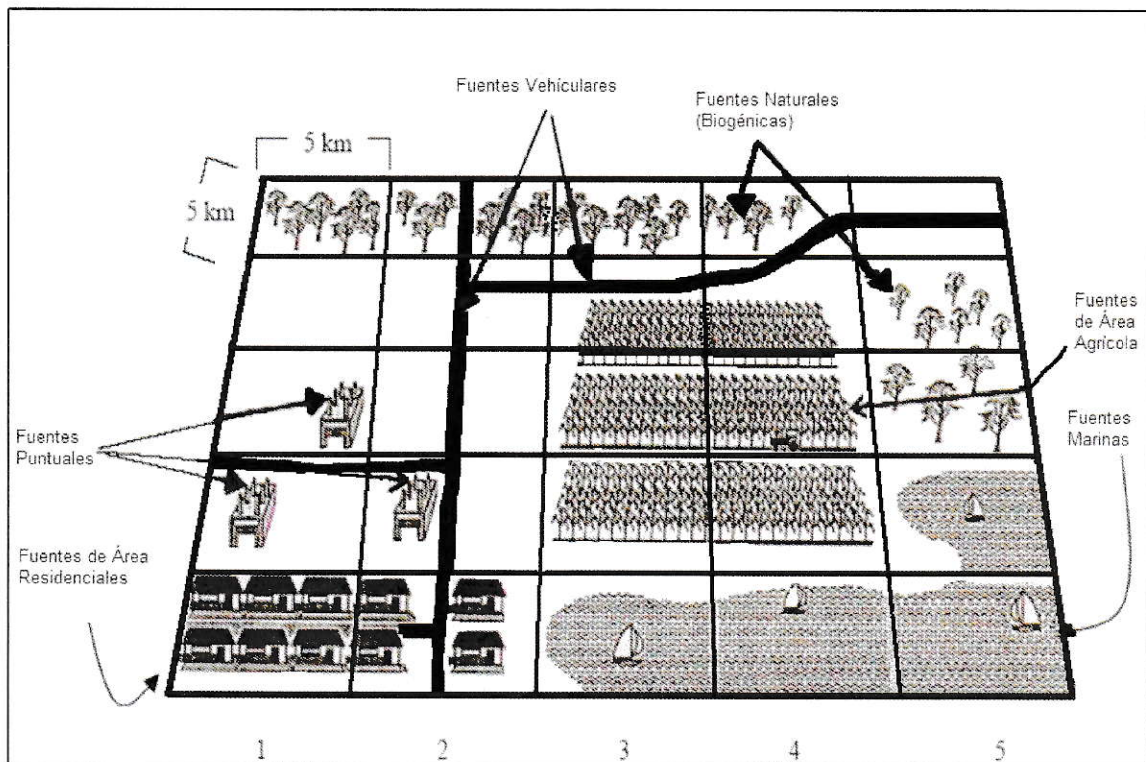 Fuentes Vehículares
Fuentes Naturales
(Biogénicas)
5 km
5 km
Fuentes
de Área
Agrícola
Fuentes
Puntuales
Fuentes
Marinas
Fuentes de Área
Residenciales
1 2 3 4 5